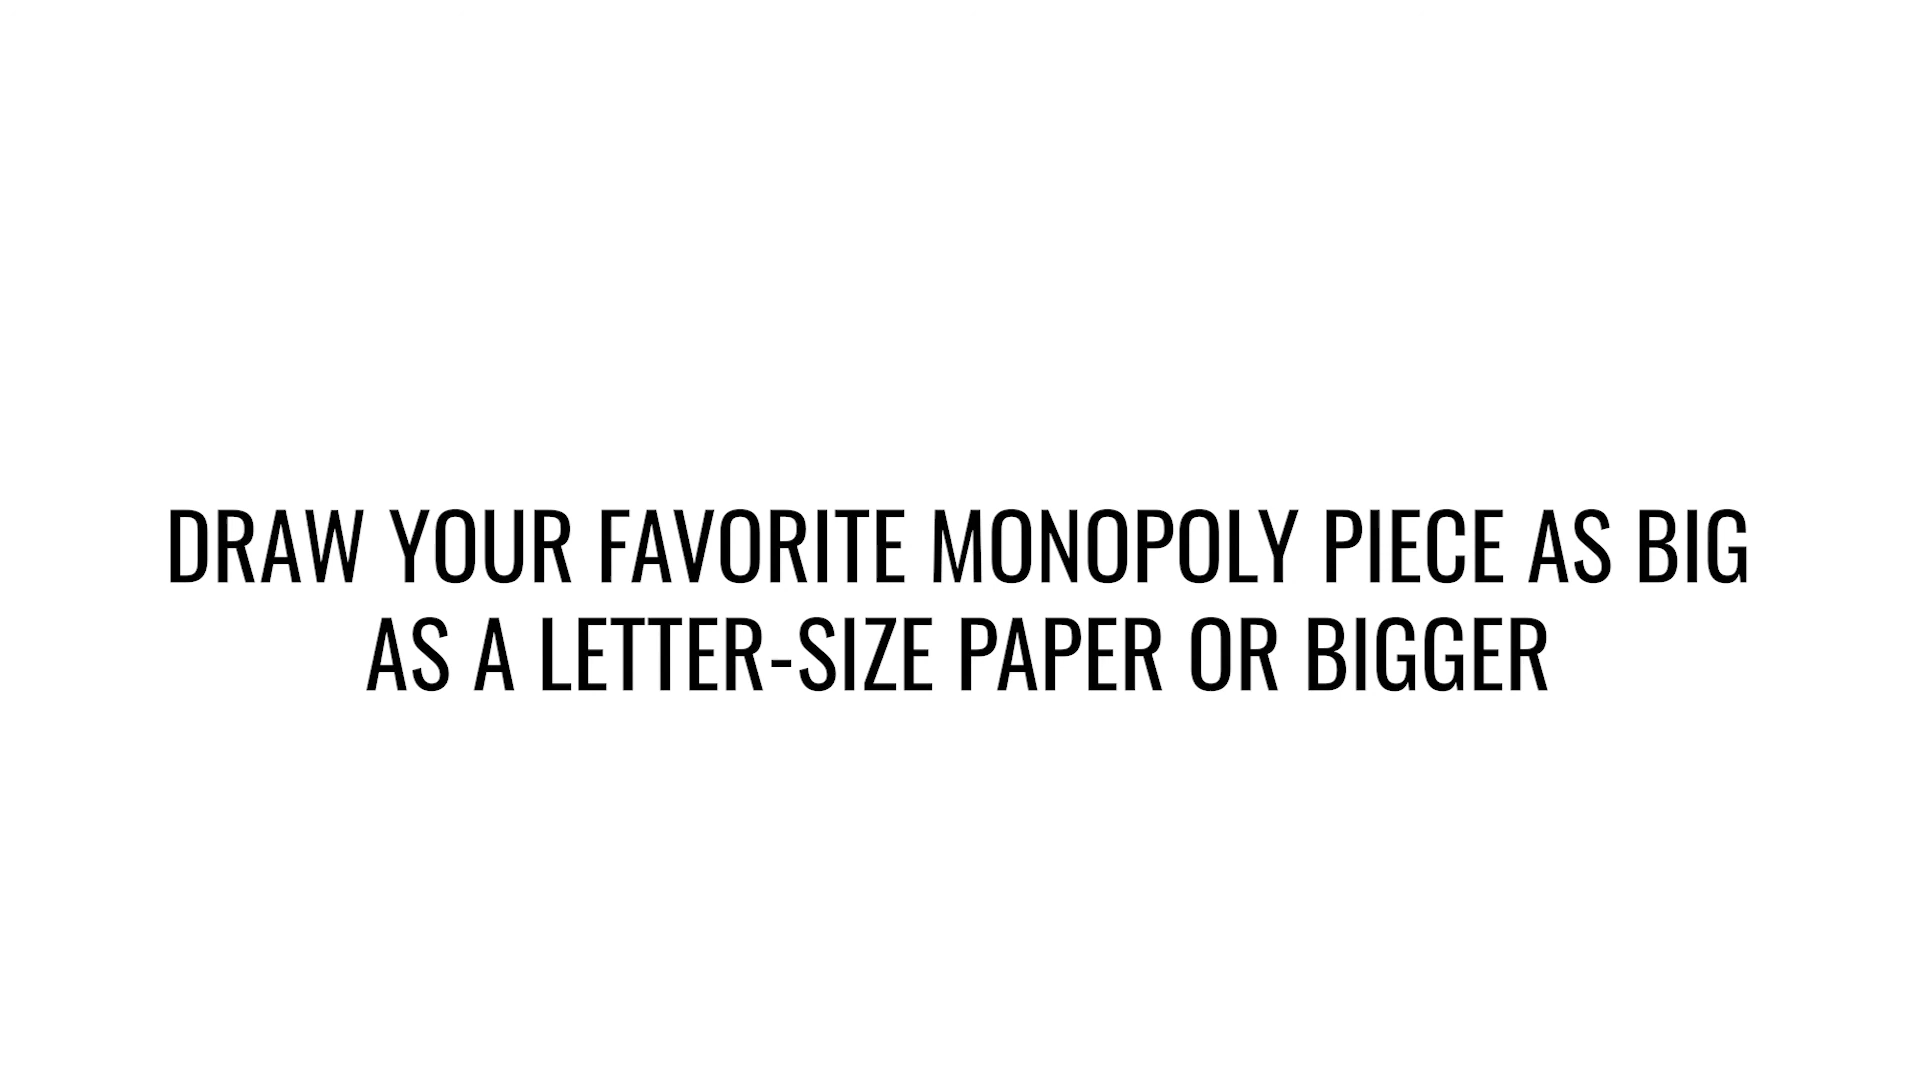 DRAW YOUR FAVORITE MONOPOLY PIECE AS BIG
AS A LETTER-SIZE PAPER OR BIGGER